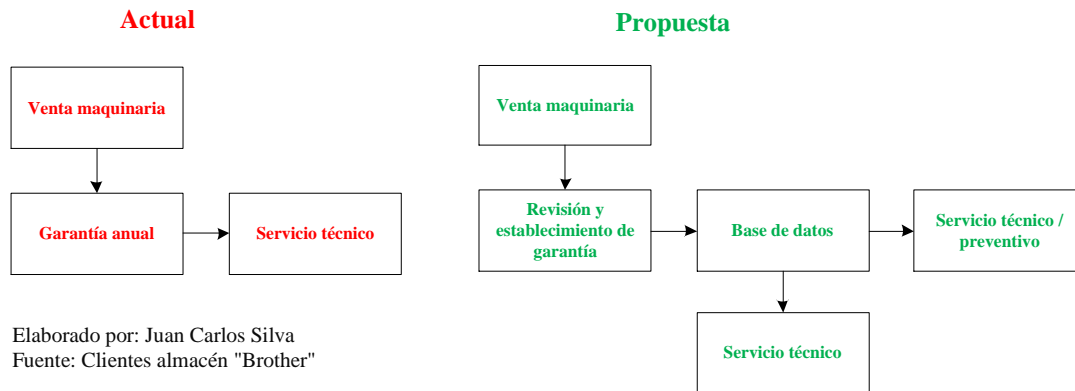 Actual
Venta maquinaria
Garantía anual
Servicio técnico
Elaborado por: Juan Carlos Silva
Fuente: Clientes almacén "Brother"
Propuesta
Venta maquinaria
Revisión y
establecimiento de
garantía
Base de datos
Servicio técnico /
preventivo
Servicio técnico